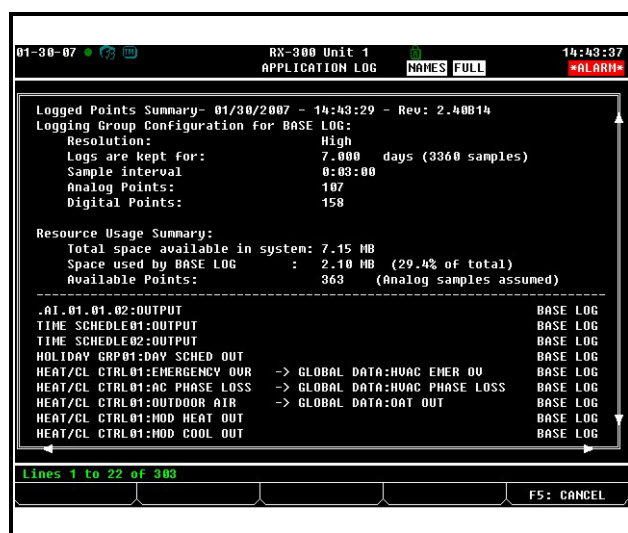 01-30-07 RX-300 Unit 1 14:43:37
APPLICATION LOG NAMES FULL *ALARM*
Logged Points Summary- 01/30/2007 - 14:43:29 - Rev: 2.40B14
Logging Group Configuration for BASE LOG:
Resolution: High
Logs are kept for: 7.000 days (3360 samples)
Sample interval 0:03:00
Analog Points: 107
Digital Points: 158
Resource Usage Summary:
Total space available in system: 7.15 MB
Space used by BASE LOG : 2.10 MB (29.4% of total)
Available Points: 363 (Analog samples assumed)
.AI.01.01.02:OUTPUT BASE LOG
TIME SCHEDLE01:OUTPUT BASE LOG
TIME SCHEDLE02:OUTPUT BASE LOG
HOLIDAY GRP01:DAY SCHED OUT BASE LOG
HEAT/CL CTRL01:EMERGENCY OVR -> GLOBAL DATA:HVAC EMER OV BASE LOG
HEAT/CL CTRL01:AC PHASE LOSS -> GLOBAL DATA:HVAC PHASE LOSS BASE LOG
HEAT/CL CTRL01:OUTDOOR AIR -> GLOBAL DATA:OAT OUT BASE LOG
HEAT/CL CTRL01:MOD HEAT OUT BASE LOG
HEAT/CL CTRL01:MOD COOL OUT BASE LOG
Lines 1 to 22 of 303
F5: CANCEL